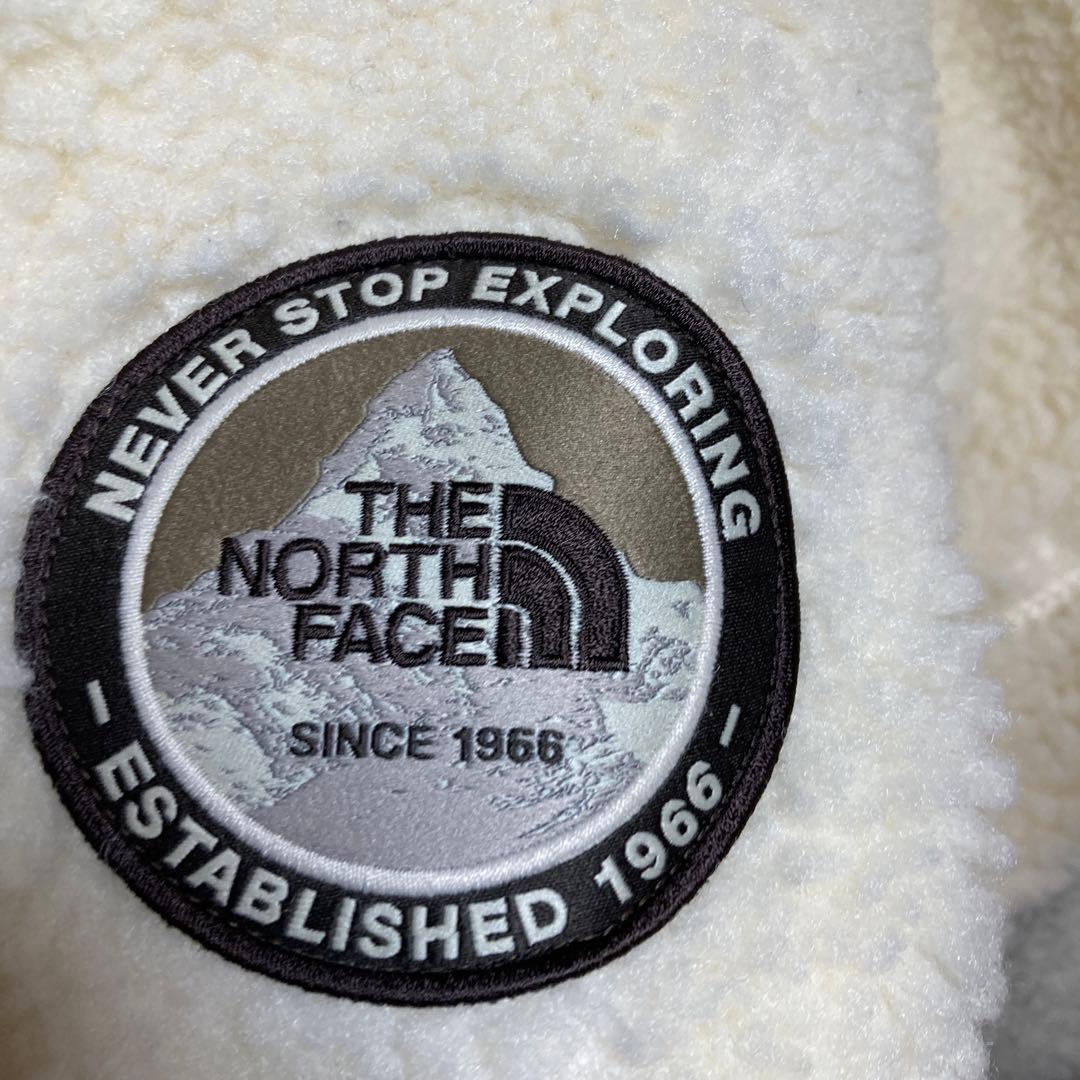 NEVER STOP EXPLORING
THE
NORTH
FACE
SINCE 1966
- ESTABLISHED 1966 -